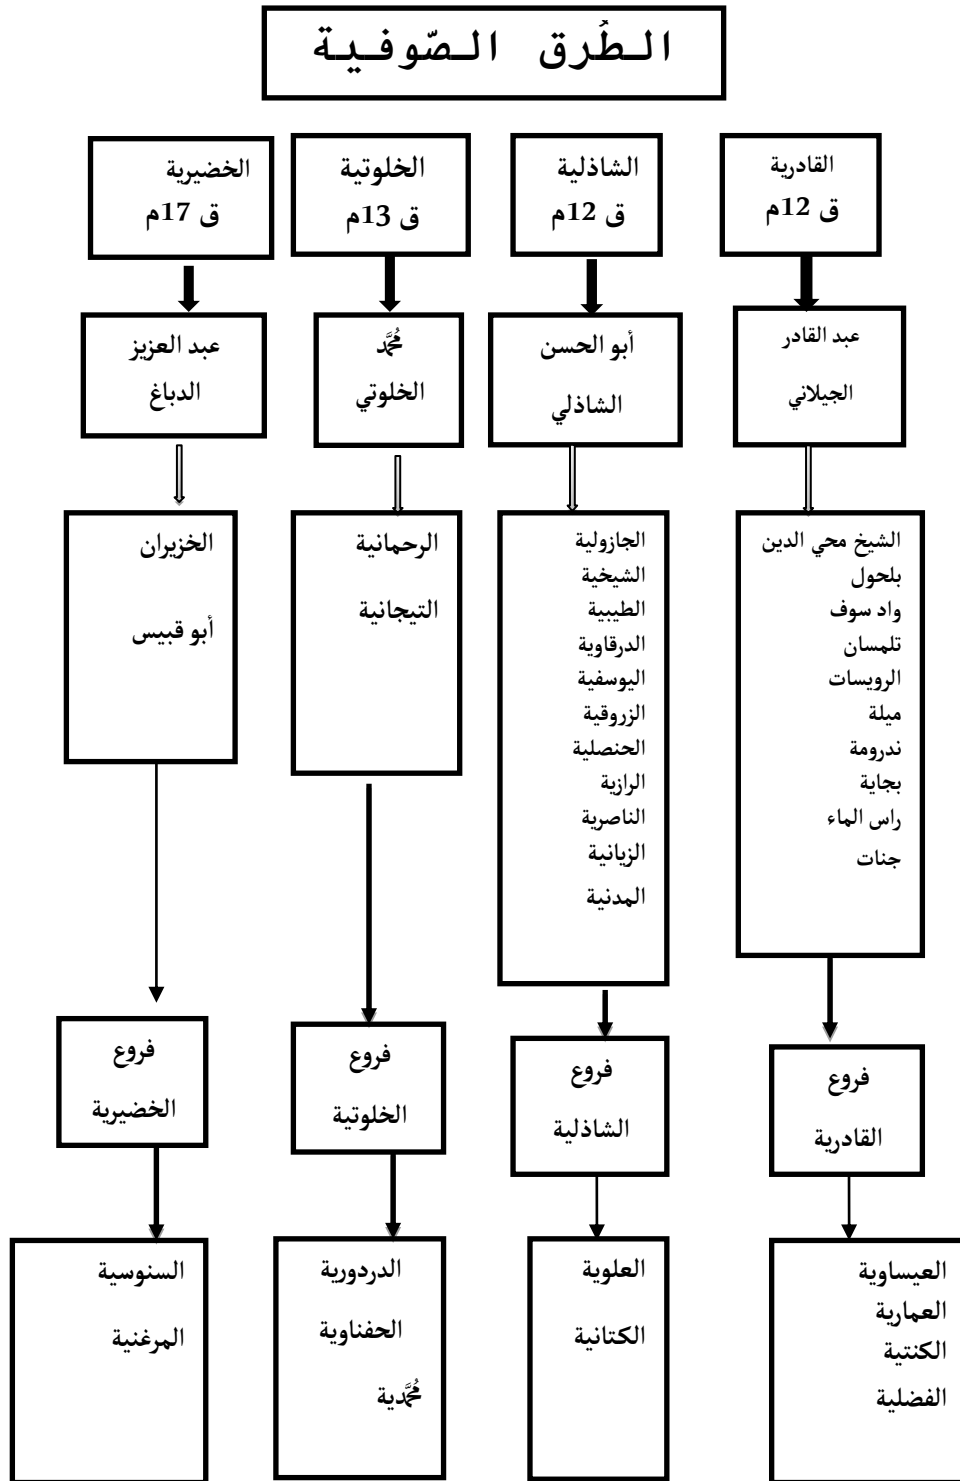 الطُرق الصّوفية
القادرية
ق 12م
الشاذلية
ق 12م
الخلوتية
ق 13م
الخضيرية
ق 17م
عبد القادر
الجيلاني
أبو الحسن
الشاذلي
مُحَمَّد
الخلوتي
عبد العزيز
الدباغ
الشيخ محي الدين
بلحول
واد سوف
تلمسان
الرويسات
ميلة
ندرومة
بجاية
راس الماء
جنات
الجازولية
الشيخية
الطيبية
الدرقاوية
اليوسفية
الزروقية
الحنصلية
الرازية
الناصرية
الزيانية
المدنية
الرحمانية
التيجانية
الخزيران
أبو قبيس
فروع
القادرية
فروع
الشاذلية
فروع
الخلوتية
فروع
الخضيرية
العيساوية
العمارية
الكنتية
الفضلية
العلوية
الكتانية
الدردورية
الحفناوية
مُحَمَّدية
السنوسية
المرغنية